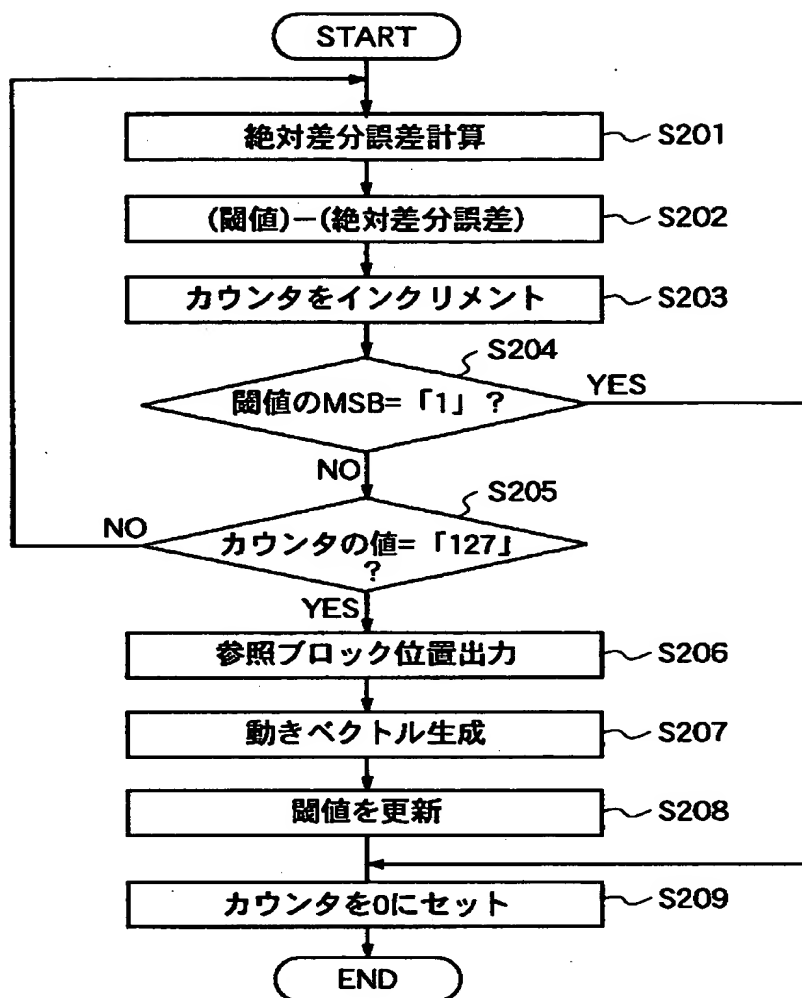 START
絶対差分誤差計算 S201
(閾値)−(絶対差分誤差) S202
カウンタをインクリメント S203
S204
閾値のMSB=「1」? YES
NO
S205
NO
カウンタの値=「127」
?
YES
参照ブロック位置出力 S206
動きベクトル生成 S207
閾値を更新 S208
カウンタを0にセット S209
END